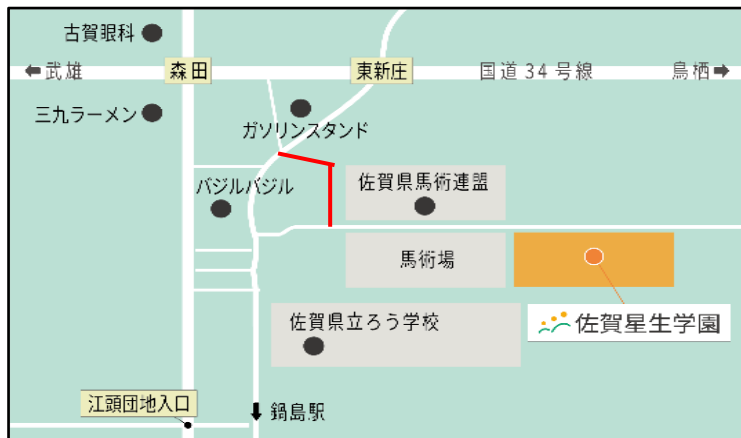 古賀眼科
←武雄
森田
東新庄
国道34号線
鳥栖→
三九ラーメン
ガソリンスタンド
バジルバジル
佐賀県馬術連盟
馬術場
佐賀県立ろう学校
佐賀星生学園
江頭団地入口
↓鍋島駅